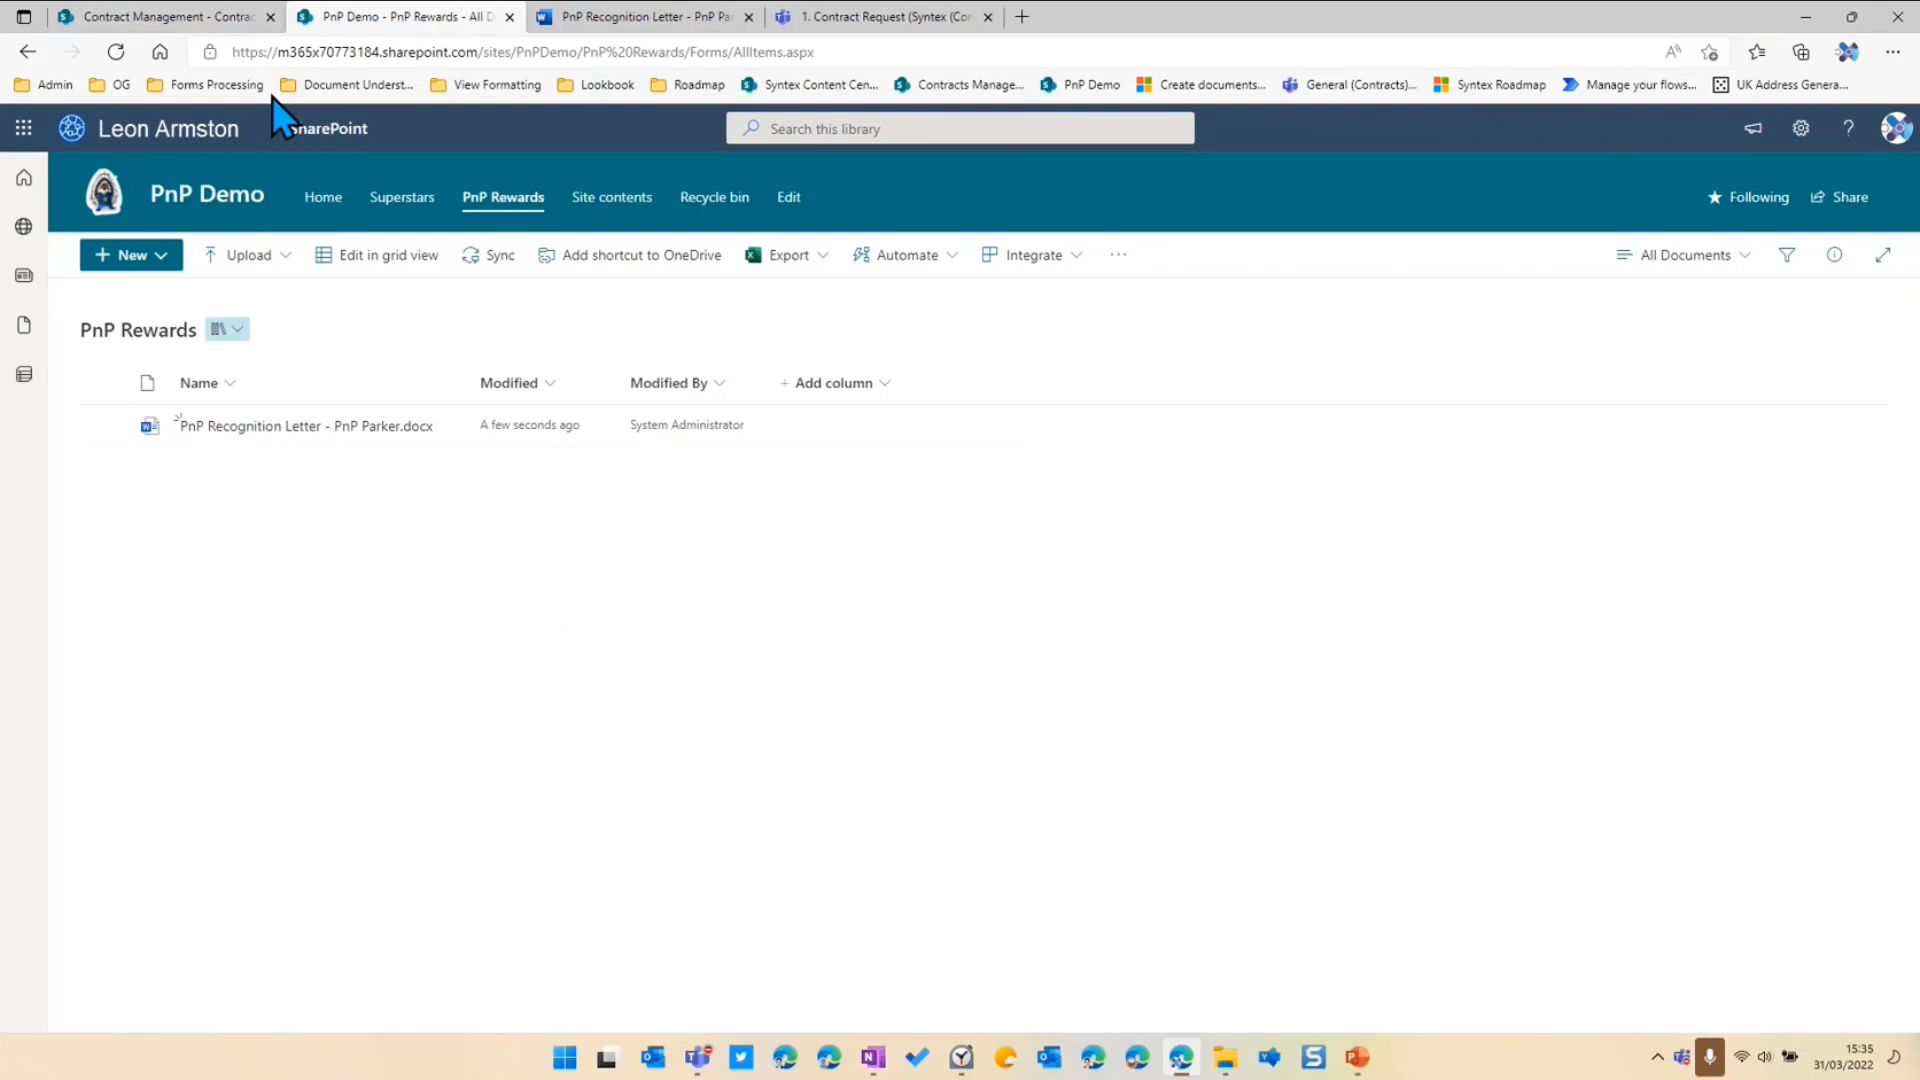 Contract Management - Contrac
PnP Demo - PnP Rewards - All D
PnP Recognition Letter - PnP Par
1. Contract Request (Syntex (Con
https://m365x70773184.sharepoint.com/sites/PnPDemo/PnP%20Rewards/Forms/AllItems.aspx
Admin OG Forms Processing Document Underst... View Formatting Lookbook Roadmap Syntex Content Cen... Contracts Manage... PnP Demo Create documents... General (Contracts)... Syntex Roadmap Manage your flows... UK Address Genera...
Leon Armston
SharePoint
Search this library
PnP Demo
Home Superstars PnP Rewards Site contents Recycle bin Edit
Following Share
New Upload Edit in grid view Sync Add shortcut to OneDrive Export Automate Integrate ... All Documents
PnP Rewards
Name Modified Modified By + Add column
PnP Recognition Letter - PnP Parker.docx A few seconds ago System Administrator
15:35
31/03/2022